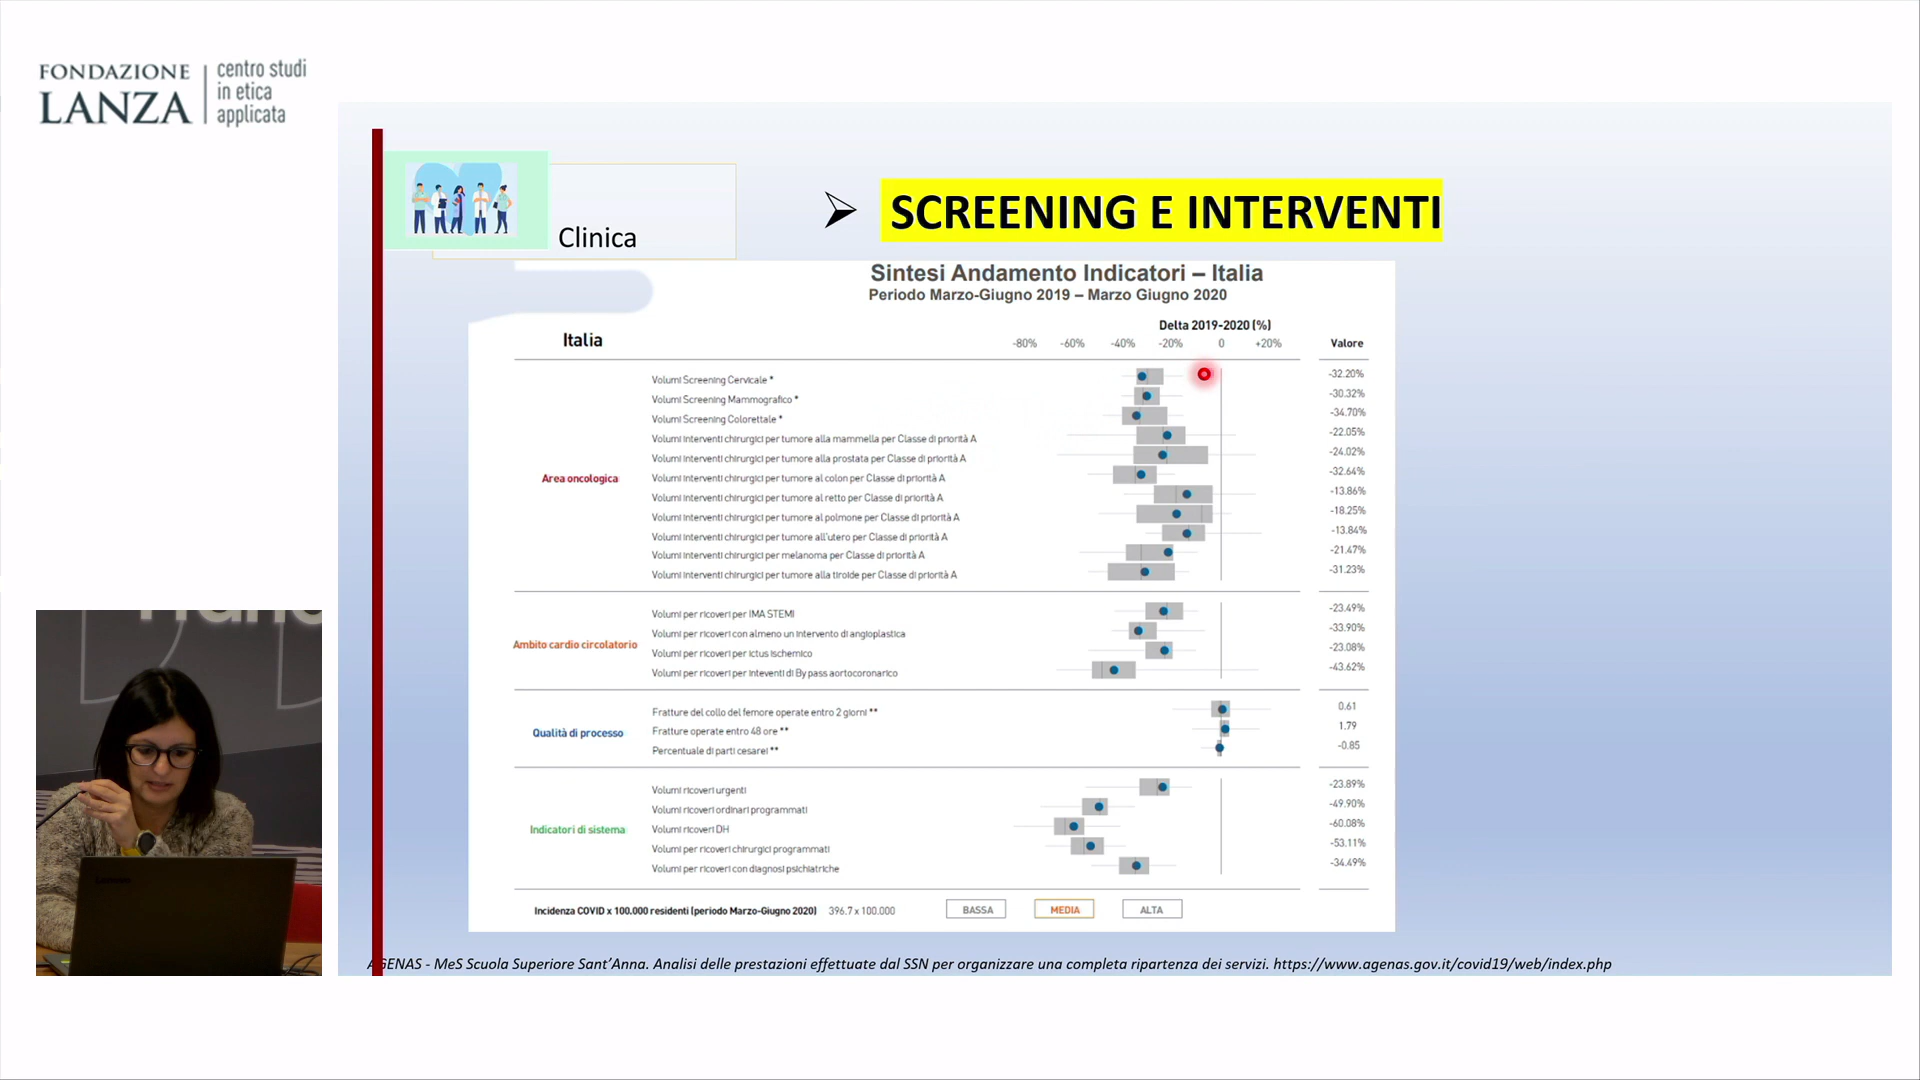 FONDAZIONE
LANZA
centro studi
in etica
applicata
Clinica
SCREENING E INTERVENTI
Sintesi Andamento Indicatori – Italia
Periodo Marzo-Giugno 2019 – Marzo Giugno 2020
Delta 2019-2020 (%)
Italia
-80% -60% -40% -20% 0 +20% Valore
Volumi Screening Cervicale * -32.20%
Volumi Screening Mammografico * -30.32%
Volumi Screening Colorettale * -34.70%
Volumi interventi chirurgici per tumore alla mammella per Classe di priorità A -22.05%
Volumi interventi chirurgici per tumore alla prostata per Classe di priorità A -24.02%
Area oncologica
Volumi interventi chirurgici per tumore al colon per Classe di priorità A -32.64%
Volumi interventi chirurgici per tumore al retto per Classe di priorità A -13.86%
Volumi interventi chirurgici per tumore al polmone per Classe di priorità A -18.25%
Volumi interventi chirurgici per tumore all'utero per Classe di priorità A -13.84%
Volumi interventi chirurgici per melanoma per Classe di priorità A -21.47%
Volumi interventi chirurgici per tumore alla tiroide per Classe di priorità A -31.23%
Volumi per ricoveri per IMA STEMI -23.49%
Volumi per ricoveri con almeno un intervento di angioplastica -33.90%
Ambito cardio circolatorio
Volumi per ricoveri per ictus ischemico -23.08%
Volumi per ricoveri per inteventi di By pass aortocoronarico -43.62%
Fratture del collo del femore operate entro 2 giorni ** 0.61
Qualità di processo
Fratture operate entro 48 ore ** 1.79
Percentuale di parti cesarei ** -0.85
Volumi ricoveri urgenti -23.89%
Volumi ricoveri ordinari programmati -49.90%
Indicatori di sistema
Volumi ricoveri DH -60.08%
Volumi per ricoveri chirurgici programmati -53.11%
Volumi per ricoveri con diagnosi psichiatriche -34.49%
Incidenza COVID x 100.000 residenti (periodo Marzo-Giugno 2020) 396.7 x 100.000 BASSA MEDIA ALTA
AGENAS - MeS Scuola Superiore Sant'Anna. Analisi delle prestazioni effettuate dal SSN per organizzare una completa ripartenza dei servizi. https://www.agenas.gov.it/covid19/web/index.php